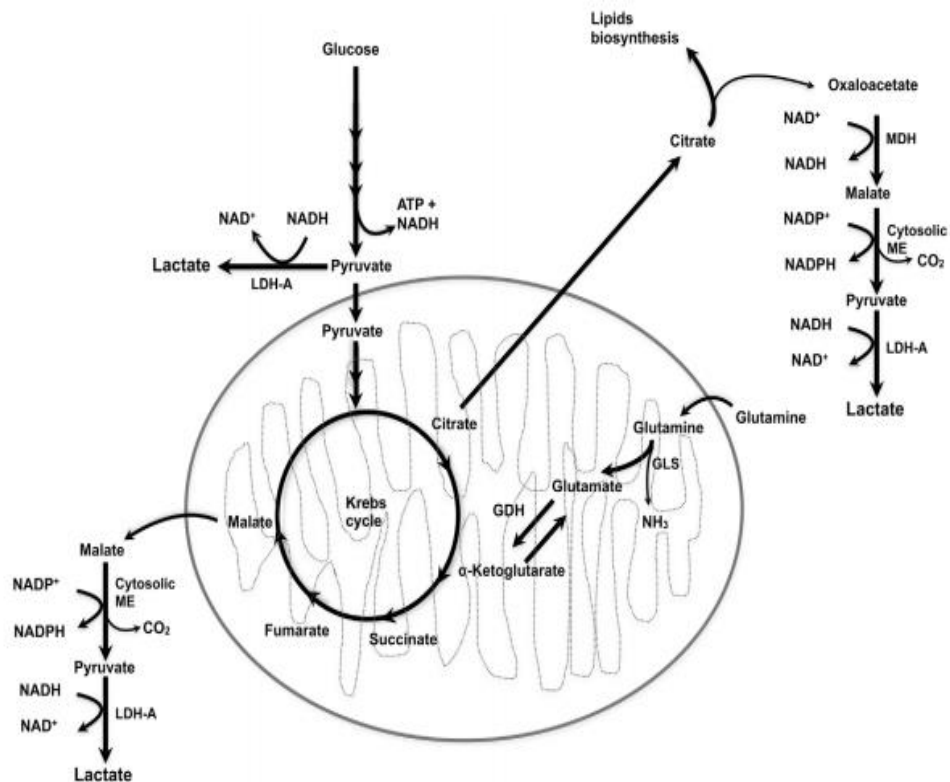 Lipids
biosynthesis
Glucose
Oxaloacetate
NAD⁺
MDH
NADH
Citrate
Malate
NADP⁺
Cytosolic
ME
NADPH
CO₂
Pyruvate
NADH
LDH-A
NAD⁺
Lactate
ATP +
NADH
NAD⁺
NADH
Lactate
LDH-A
Pyruvate
Pyruvate
Citrate
Glutamine
Glutamine
GLS
Glutamate
GDH
NH₃
α-Ketoglutarate
Krebs
cycle
Malate
Fumarate
Succinate
Malate
NADP⁺
Cytosolic
ME
NADPH
CO₂
Pyruvate
NADH
LDH-A
NAD⁺
Lactate